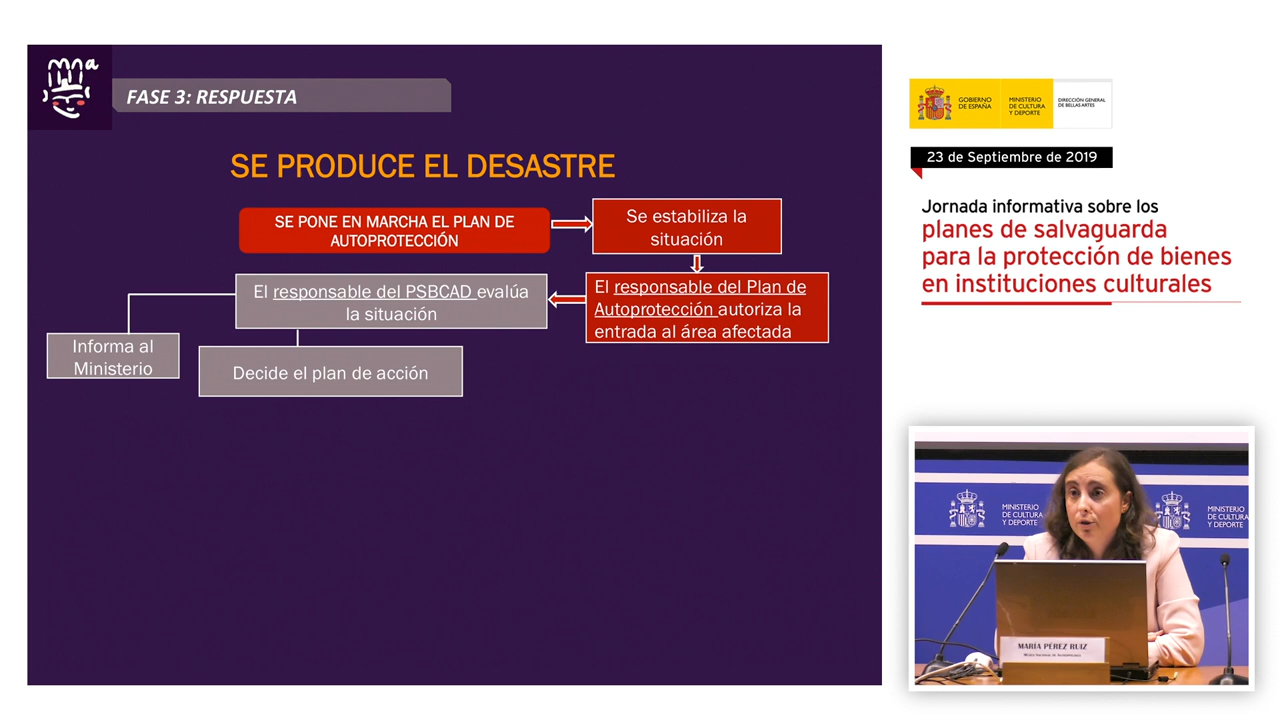 mna
FASE 3: RESPUESTA
SE PRODUCE EL DESASTRE
SE PONE EN MARCHA EL PLAN DE
AUTOPROTECCIÓN
Se estabiliza la
situación
El responsable del Plan de
Autoprotección autoriza la
entrada al área afectada
El responsable del PSBCAD evalúa
la situación
Informa al
Ministerio
Decide el plan de acción
GOBIERNO
DE ESPAÑA
MINISTERIO
DE CULTURA
Y DEPORTE
DIRECCIÓN GENERAL
DE BELLAS ARTES
23 de Septiembre de 2019
Jornada informativa sobre los
planes de salvaguarda
para la protección de bienes
en instituciones culturales
MINISTERIO
DE CULTURA
Y DEPORTE
MINISTERIO
DE CULTURA
Y DEPORTE
MARÍA PÉREZ RUIZ
MUSEO NACIONAL DE ANTROPOLOGÍA